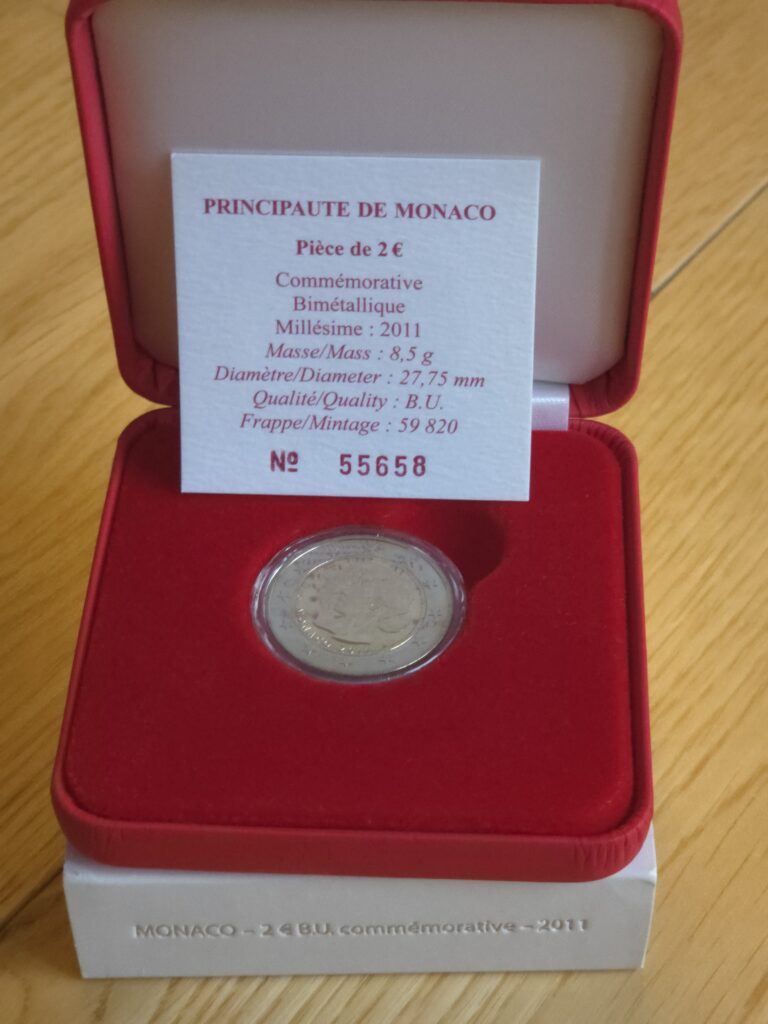 PRINCIPAUTE DE MONACO
Pièce de 2 €
Commémorative
Bimétallique
Millésime : 2011
Masse/Mass : 8,5 g
Diamètre/Diameter : 27,75 mm
Qualité/Quality : B.U.
Frappe/Mintage : 59 820
Nº 55658
MONACO – 2 € B.U. commémorative – 2011